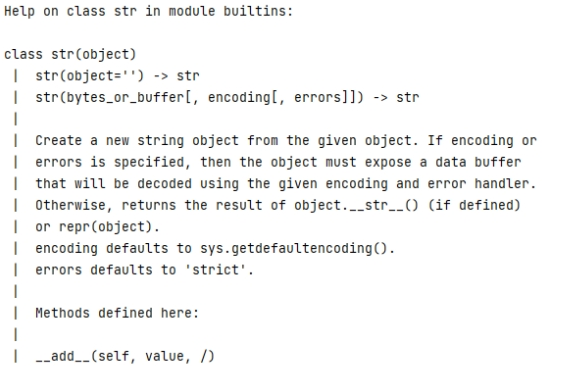 Help on class str in module builtins:

class str(object)
 |  str(object='') -> str
 |  str(bytes_or_buffer[, encoding[, errors]]) -> str
 |
 |  Create a new string object from the given object. If encoding or
 |  errors is specified, then the object must expose a data buffer
 |  that will be decoded using the given encoding and error handler.
 |  Otherwise, returns the result of object.__str__() (if defined)
 |  or repr(object).
 |  encoding defaults to sys.getdefaultencoding().
 |  errors defaults to 'strict'.
 |
 |  Methods defined here:
 |
 |  __add__(self, value, /)